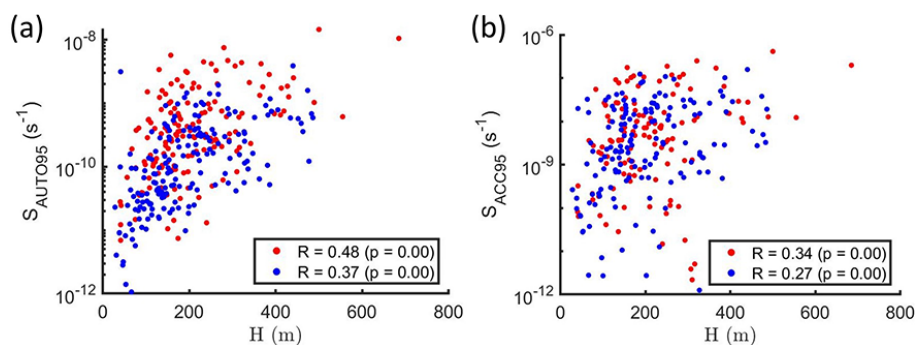 (a)
S_AUTO95 (s^-1)
10^-8
10^-10
10^-12
R = 0.48 (p = 0.00)
R = 0.37 (p = 0.00)
0 200 400 600 800
H (m)
(b)
S_ACC95 (s^-1)
10^-6
10^-9
10^-12
R = 0.34 (p = 0.00)
R = 0.27 (p = 0.00)
0 200 400 600 800
H (m)